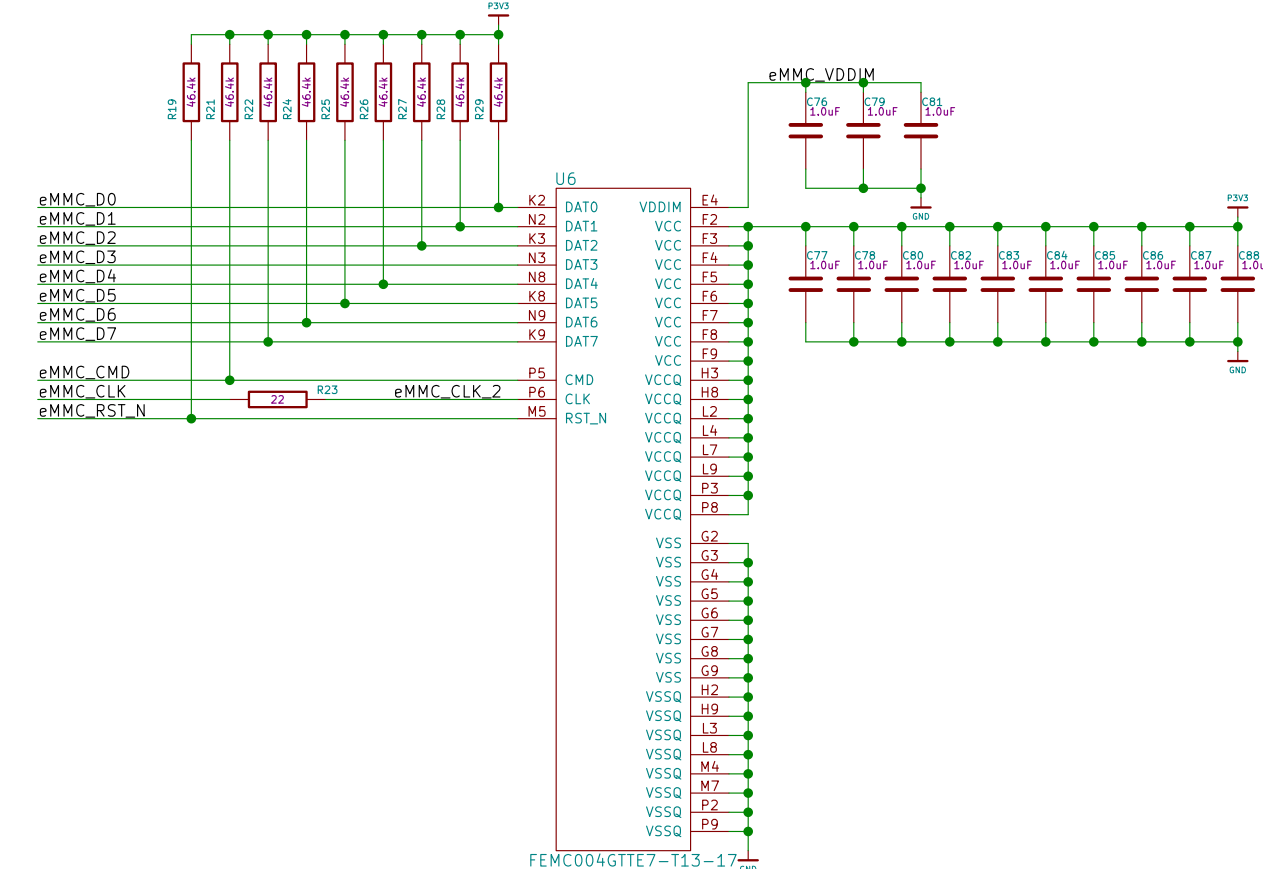 P3V3
R19 46.4k
R21 46.4k
R22 46.4k
R24 46.4k
R25 46.4k
R26 46.4k
R27 46.4k
R28 46.4k
R29 46.4k
eMMC_VDDIM
C76 1.0uF
C79 1.0uF
C81 1.0uF
GND
U6
eMMC_D0 K2 DAT0
eMMC_D1 N2 DAT1
eMMC_D2 K3 DAT2
eMMC_D3 N3 DAT3
eMMC_D4 N8 DAT4
eMMC_D5 K8 DAT5
eMMC_D6 N9 DAT6
eMMC_D7 K9 DAT7
eMMC_CMD P5 CMD
eMMC_CLK 22 R23 eMMC_CLK_2 P6 CLK
eMMC_RST_N M5 RST_N
VDDIM E4
VCC F2
VCC F3
VCC F4
VCC F5
VCC F6
VCC F7
VCC F8
VCC F9
VCCQ H3
VCCQ H8
VCCQ L2
VCCQ L4
VCCQ L7
VCCQ L9
VCCQ P3
VCCQ P8
VSS G2
VSS G3
VSS G4
VSS G5
VSS G6
VSS G7
VSS G8
VSS G9
VSSQ H2
VSSQ H9
VSSQ L3
VSSQ L8
VSSQ M4
VSSQ M7
VSSQ P2
VSSQ P9
P3V3
C77 1.0uF
C78 1.0uF
C80 1.0uF
C82 1.0uF
C83 1.0uF
C84 1.0uF
C85 1.0uF
C86 1.0uF
C87 1.0uF
C88 1.0u
GND
FEMC004GTTE7-T13-17
GND